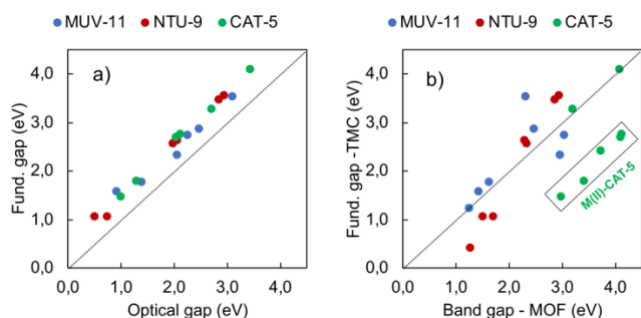 MUV-11 NTU-9 CAT-5
a)
Fund. gap (eV)
4,0
3,0
2,0
1,0
0,0
0,0 1,0 2,0 3,0 4,0
Optical gap (eV)
MUV-11 NTU-9 CAT-5
b)
Fund. gap -TMC (eV)
4,0
3,0
2,0
1,0
0,0
M(II)-CAT-5
0,0 1,0 2,0 3,0 4,0
Band gap - MOF (eV)